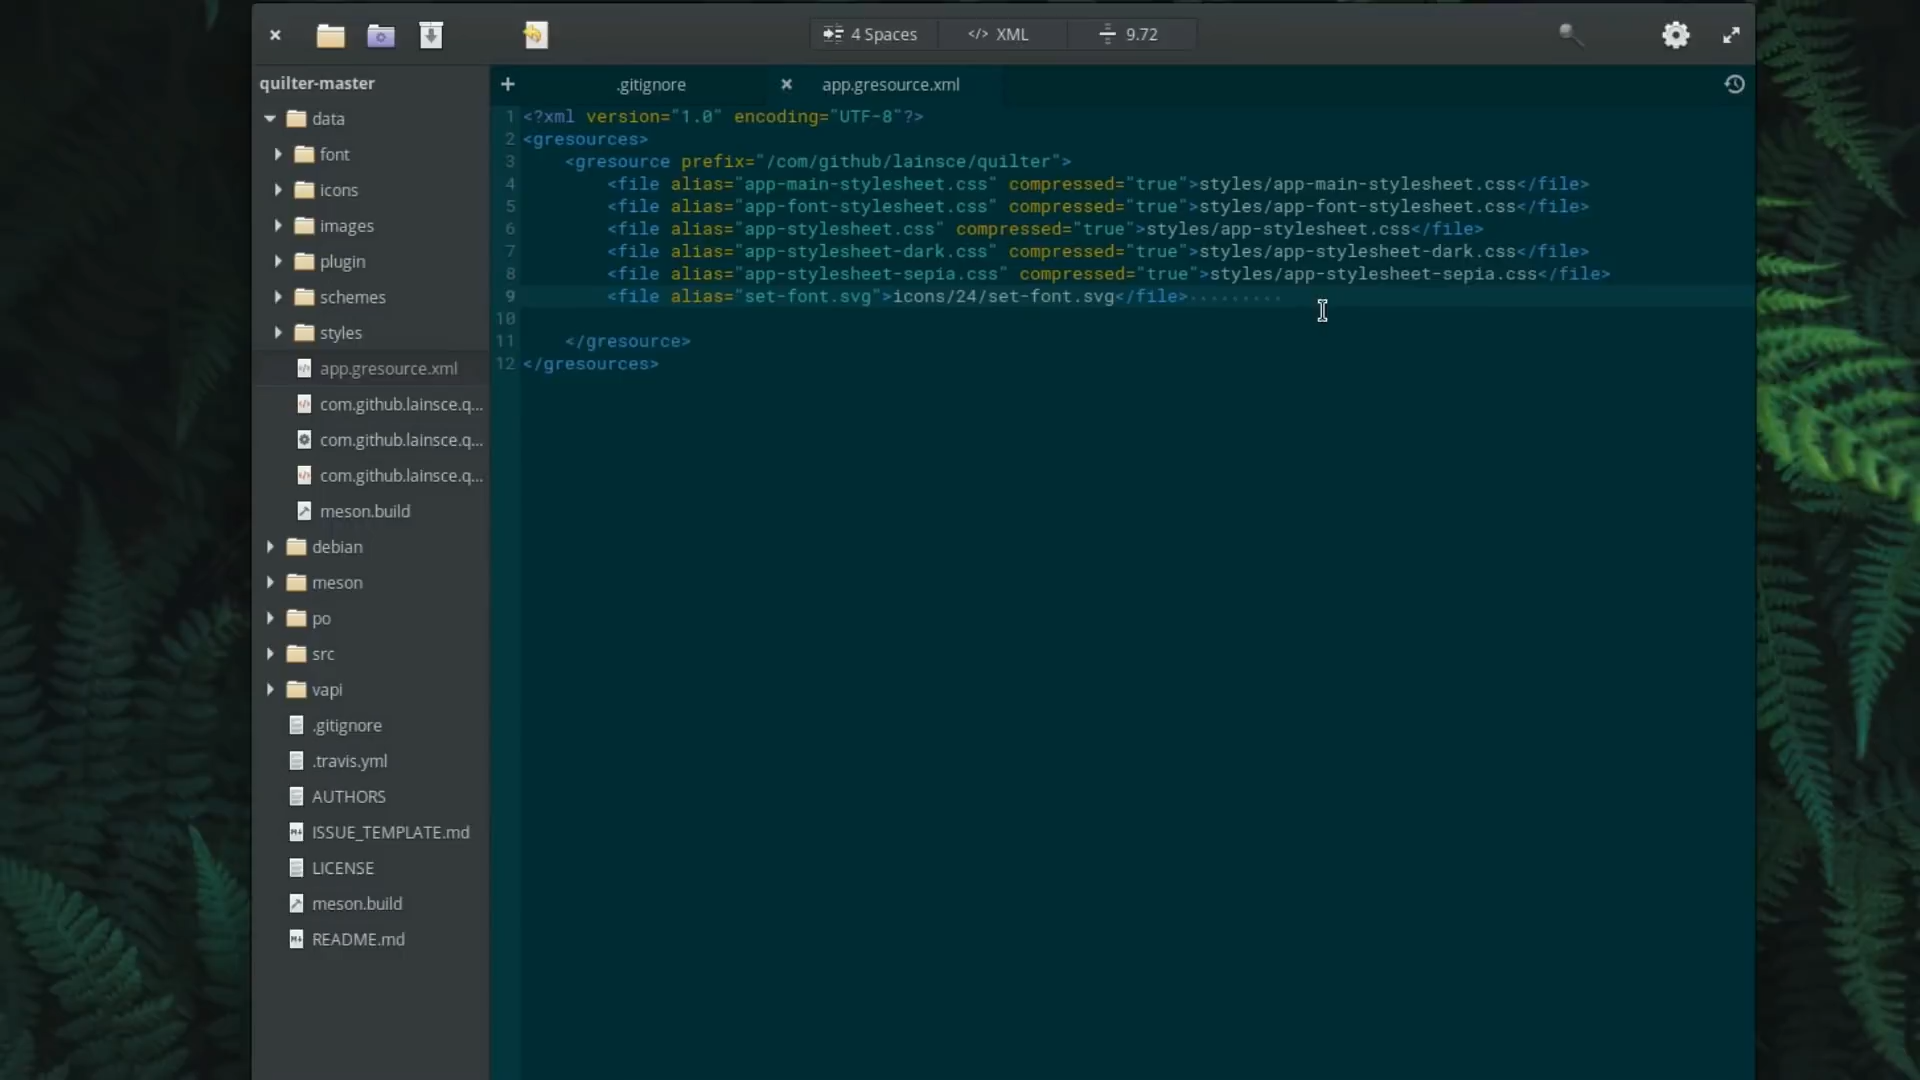 4 Spaces
</> XML
9.72
quilter-master
data
font
icons
images
plugin
schemes
styles
app.gresource.xml
com.github.lainsce.q...
com.github.lainsce.q...
com.github.lainsce.q...
meson.build
debian
meson
po
src
vapi
.gitignore
.travis.yml
AUTHORS
ISSUE_TEMPLATE.md
LICENSE
meson.build
README.md
.gitignore
app.gresource.xml
1 <?xml version="1.0" encoding="UTF-8"?>
2 <gresources>
3     <gresource prefix="/com/github/lainsce/quilter">
4         <file alias="app-main-stylesheet.css" compressed="true">styles/app-main-stylesheet.css</file>
5         <file alias="app-font-stylesheet.css" compressed="true">styles/app-font-stylesheet.css</file>
6         <file alias="app-stylesheet.css" compressed="true">styles/app-stylesheet.css</file>
7         <file alias="app-stylesheet-dark.css" compressed="true">styles/app-stylesheet-dark.css</file>
8         <file alias="app-stylesheet-sepia.css" compressed="true">styles/app-stylesheet-sepia.css</file>
9         <file alias="set-font.svg">icons/24/set-font.svg</file>
10
11     </gresource>
12 </gresources>